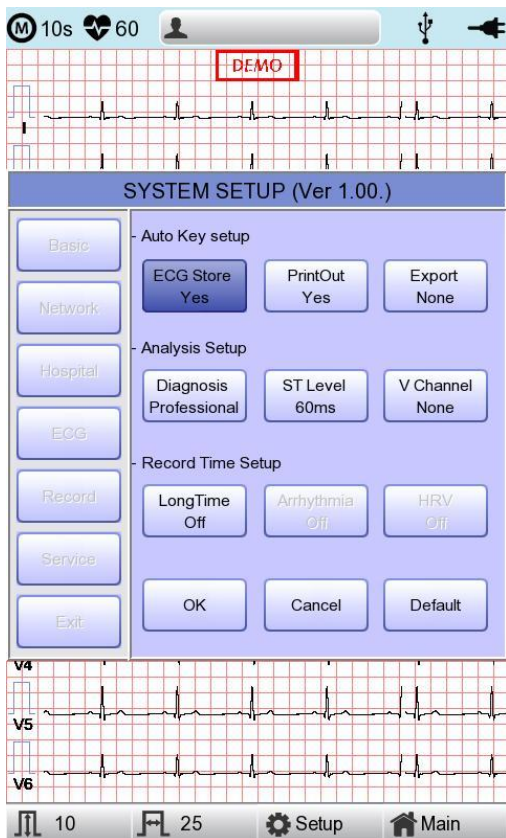 M 10s 60
DEMO
I
SYSTEM SETUP (Ver 1.00.)
Basic
Network
Hospital
ECG
Record
Service
Exit
- Auto Key setup
ECG Store
Yes
PrintOut
Yes
Export
None
- Analysis Setup
Diagnosis
Professional
ST Level
60ms
V Channel
None
- Record Time Setup
LongTime
Off
Arrhythmia
Off
HRV
Off
OK
Cancel
Default
V4
V5
V6
10 25 Setup Main